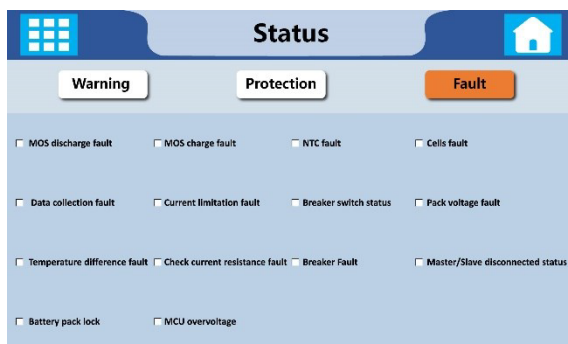 Status
Warning Protection Fault
MOS discharge fault MOS charge fault NTC fault Cells fault
Data collection fault Current limitation fault Breaker switch status Pack voltage fault
Temperature difference fault Check current resistance fault Breaker Fault Master/Slave disconnected status
Battery pack lock MCU overvoltage